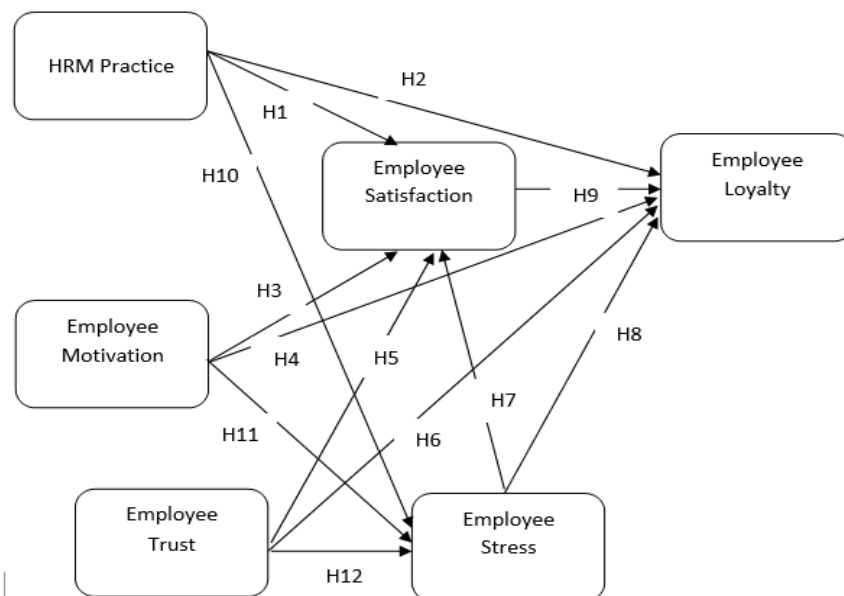 HRM Practice
H2
H1
Employee
Satisfaction
Employee
Loyalty
H10
H9
H3
Employee
Motivation
H4
H5
H8
H7
H11
H6
Employee
Trust
Employee
Stress
H12